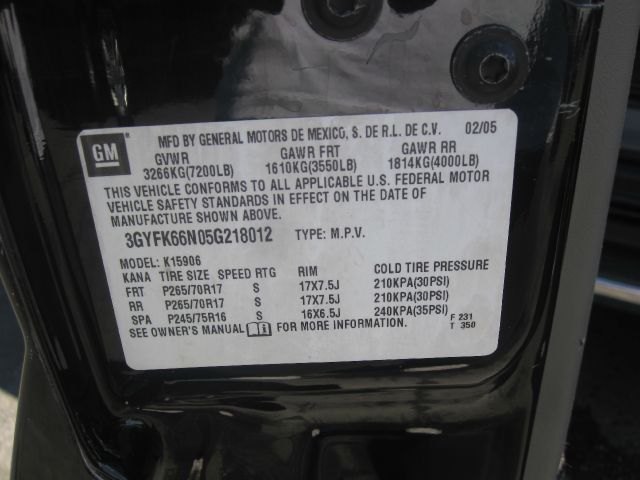 GM
MFD BY GENERAL MOTORS DE MEXICO, S. DE R.L. DE C.V. 02/05
GVWR GAWR FRT GAWR RR
3266KG(7200LB) 1610KG(3550LB) 1814KG(4000LB)
THIS VEHICLE CONFORMS TO ALL APPLICABLE U.S. FEDERAL MOTOR
VEHICLE SAFETY STANDARDS IN EFFECT ON THE DATE OF
MANUFACTURE SHOWN ABOVE.
3GYFK66N05G218012 TYPE: M.P.V.
MODEL: K15906
KANA TIRE SIZE SPEED RTG RIM COLD TIRE PRESSURE
FRT P265/70R17 S 17X7.5J 210KPA(30PSI)
RR P265/70R17 S 17X7.5J 210KPA(30PSI)
SPA P245/75R16 S 16X6.5J 240KPA(35PSI) F 231
SEE OWNER'S MANUAL FOR MORE INFORMATION. T 350